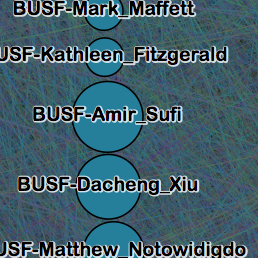 BUSF-Mark_Maffett
USF-Kathleen_Fitzgerald
BUSF-Amir_Sufi
BUSF-Dacheng_Xiu
USF-Matthew_Notowidigdo